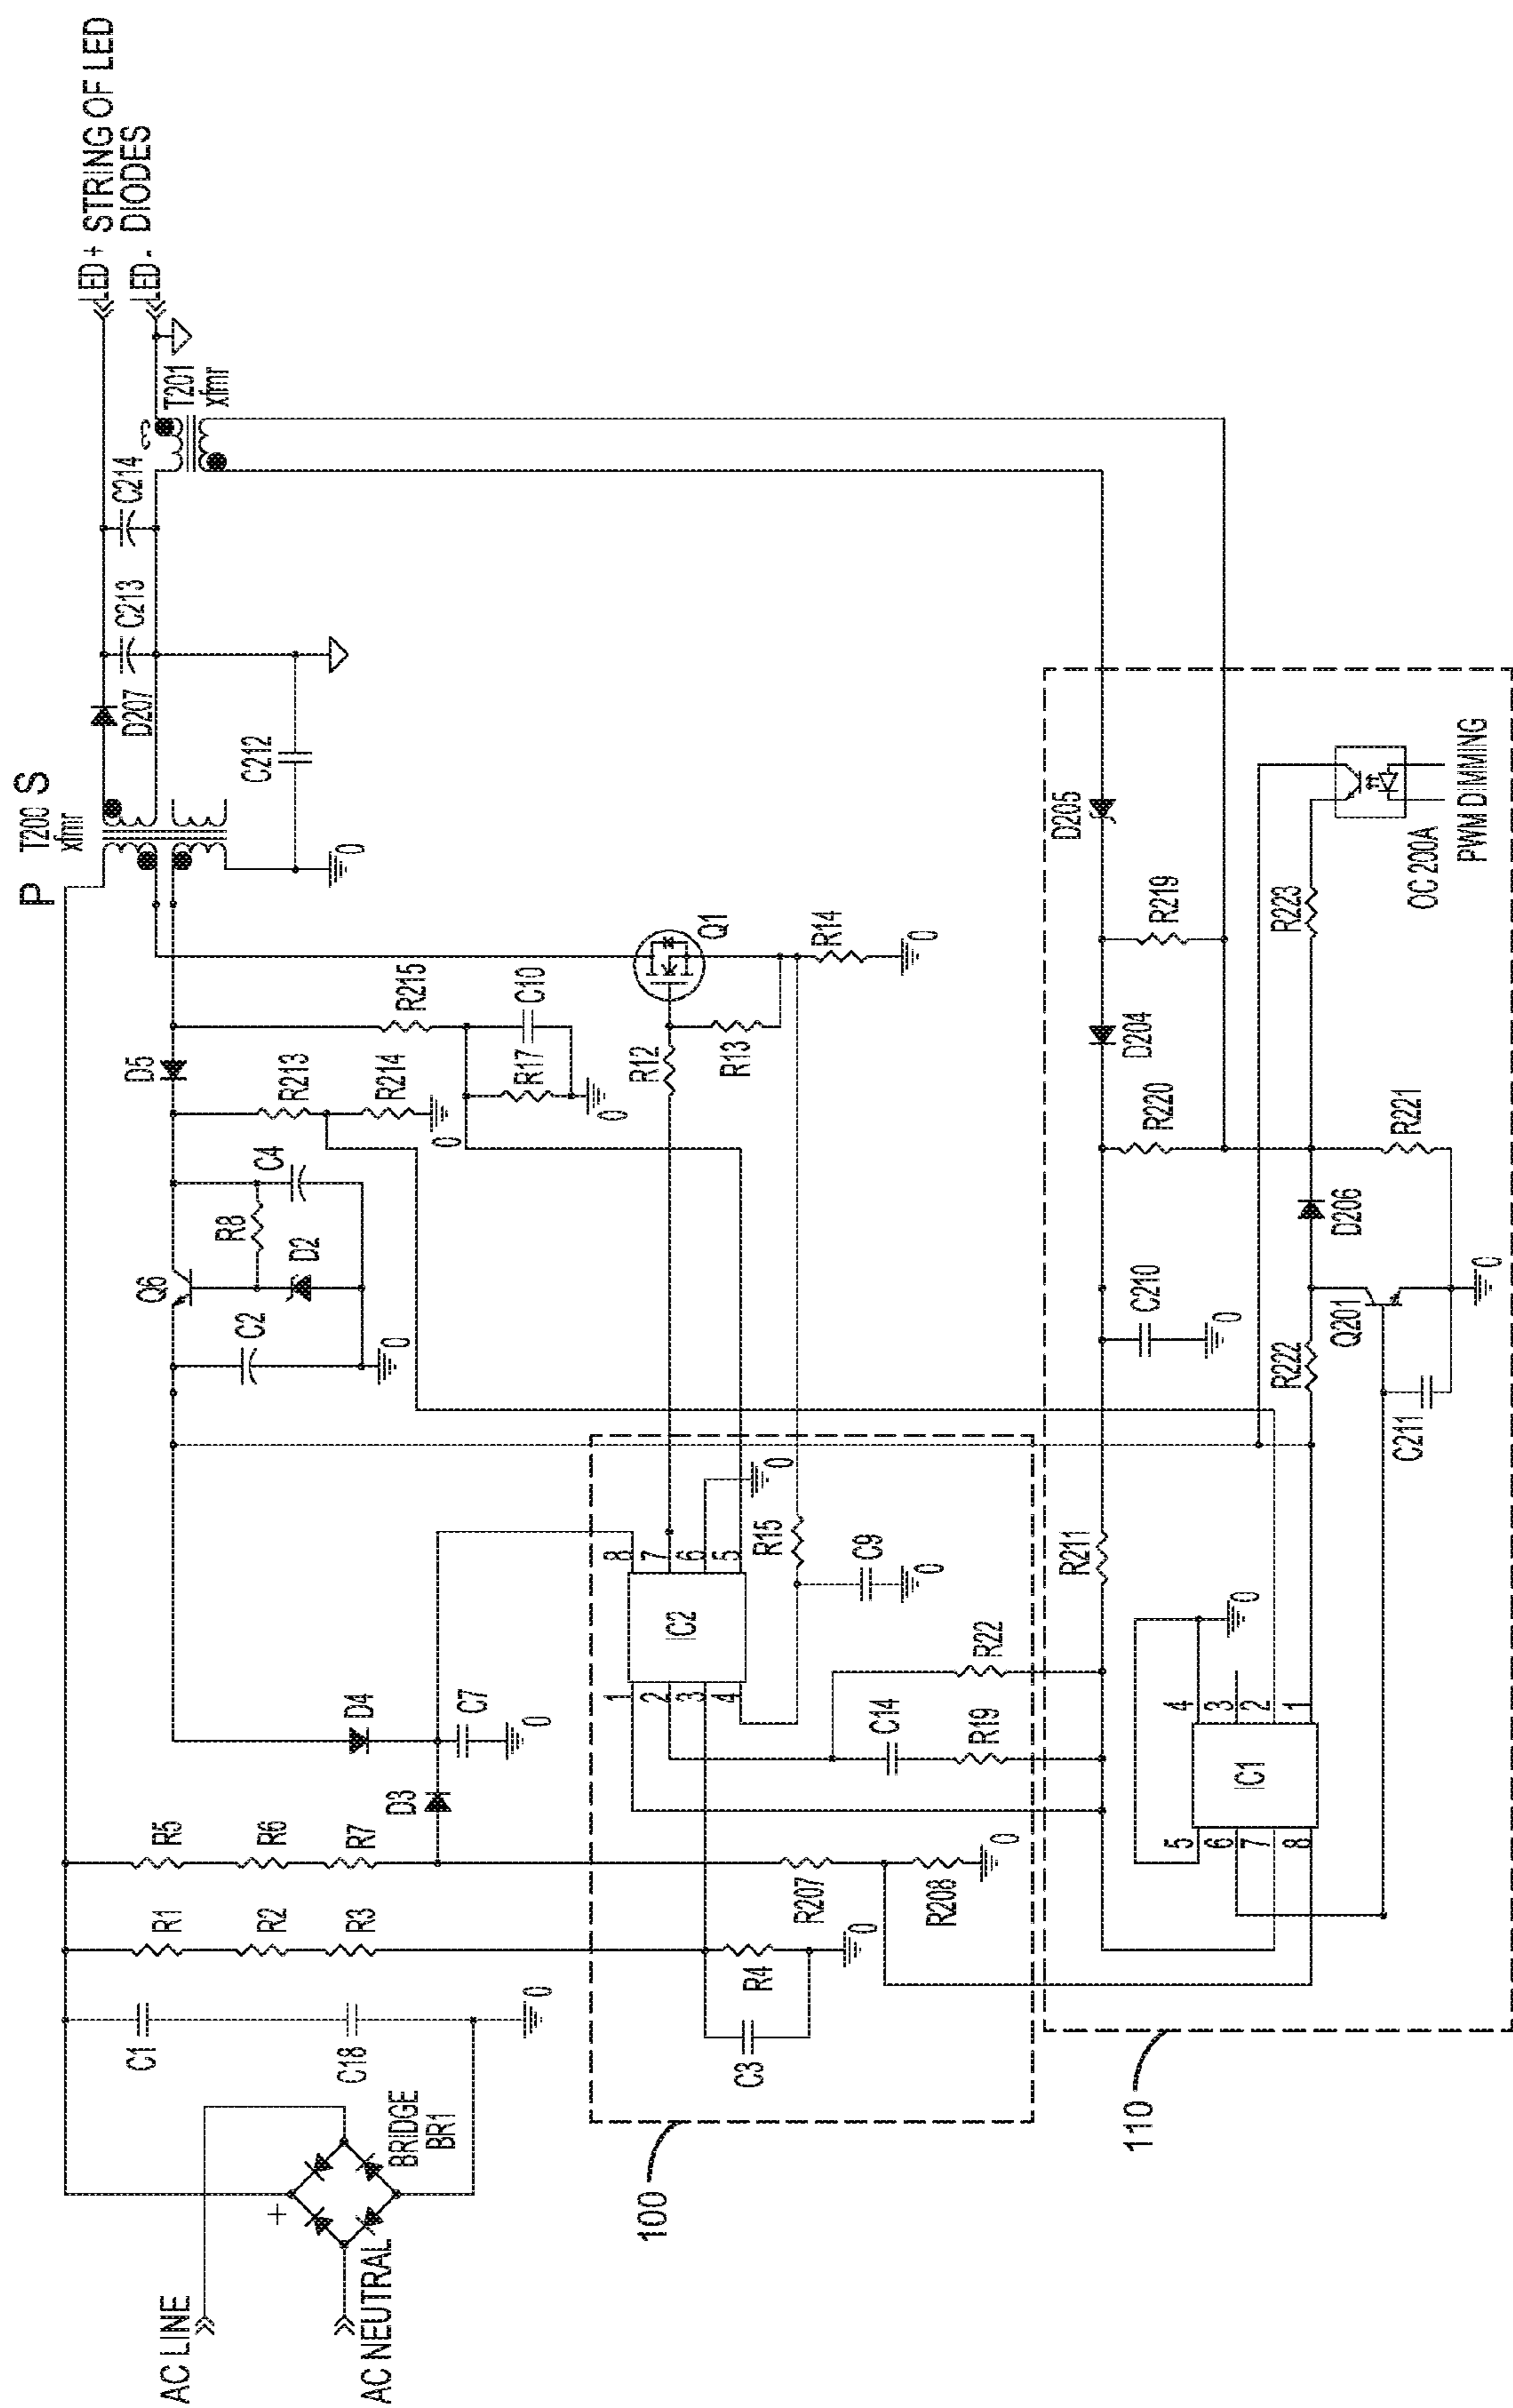 P
T200
xfmr
S
LED + STRING OF LED
LED - DIODES
D207
C213
C214
T201
xfmr
C212
0
D5
R213
R214
0
R215
R17
C10
0
Q6
R8
C4
D2
C2
0
R12
R13
Q1
R14
0
AC LINE
AC NEUTRAL
+
BRIDGE
BR1
C1
C18
0
R1
R2
R3
R5
R6
R7
D3
D4
C7
0
100
C3
R4
0
R207
R208
0
IC2
1
2
3
4
8
7
6
5
0
R15
C9
0
C14
R19
R22
110
R211
C210
0
R220
D204
R219
D205
IC1
5
6
7
8
4
3
2
1
0
R222
Q201
C211
0
D206
R221
R223
OC 200A
PWM DIMMING